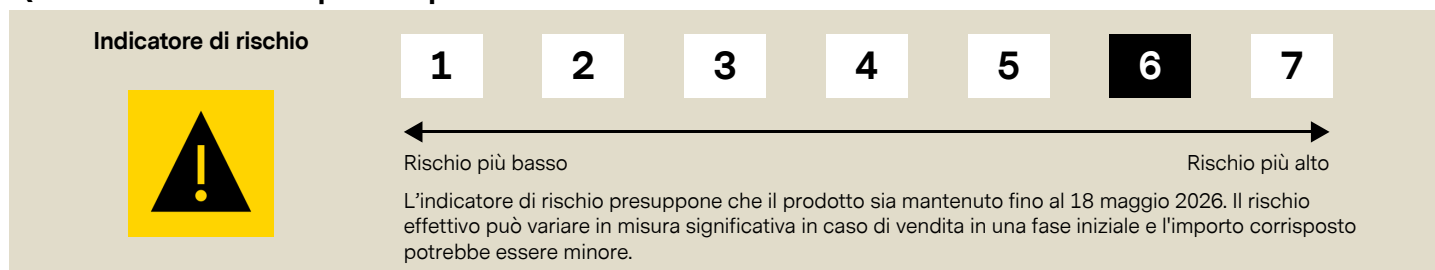 Indicatore di rischio
1 2 3 4 5 6 7
Rischio più basso Rischio più alto
L'indicatore di rischio presuppone che il prodotto sia mantenuto fino al 18 maggio 2026. Il rischio
effettivo può variare in misura significativa in caso di vendita in una fase iniziale e l'importo corrisposto
potrebbe essere minore.